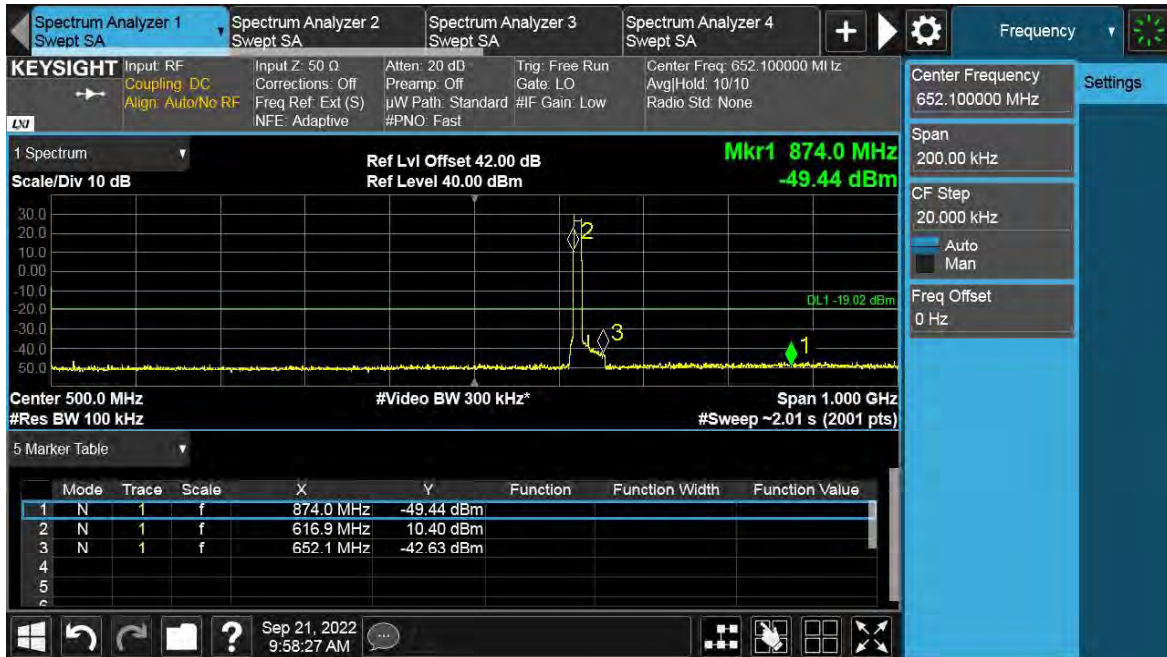 Spectrum Analyzer 1
Swept SA
Spectrum Analyzer 2
Swept SA
Spectrum Analyzer 3
Swept SA
Spectrum Analyzer 4
Swept SA
+
Frequency
KEYSIGHT
LXI
Input: RF
Coupling: DC
Align: Auto/No RF
Input Z: 50 Ω
Corrections: Off
Freq Ref: Ext (S)
NFE: Adaptive
Atten: 20 dB
Preamp: Off
µW Path: Standard
#PNO: Fast
Trig: Free Run
Gate: LO
#IF Gain: Low
Center Freq: 652.100000 MHz
Avg|Hold: 10/10
Radio Std: None
Center Frequency
652.100000 MHz
Settings
Span
200.00 kHz
CF Step
20.000 kHz
Auto
Man
Freq Offset
0 Hz
1 Spectrum
Scale/Div 10 dB
Ref Lvl Offset 42.00 dB
Ref Level 40.00 dBm
Mkr1 874.0 MHz
-49.44 dBm
30.0
20.0
10.0
0.00
-10.0
-20.0
-30.0
-40.0
50.0
2
3
1
DL1 -19.02 dBm
Center 500.0 MHz
#Video BW 300 kHz*
Span 1.000 GHz
#Res BW 100 kHz
#Sweep ~2.01 s (2001 pts)
5 Marker Table
Mode Trace Scale X Y Function Function Width Function Value
1 N 1 f 874.0 MHz -49.44 dBm
2 N 1 f 616.9 MHz 10.40 dBm
3 N 1 f 652.1 MHz -42.63 dBm
4
5
?
Sep 21, 2022
9:58:27 AM